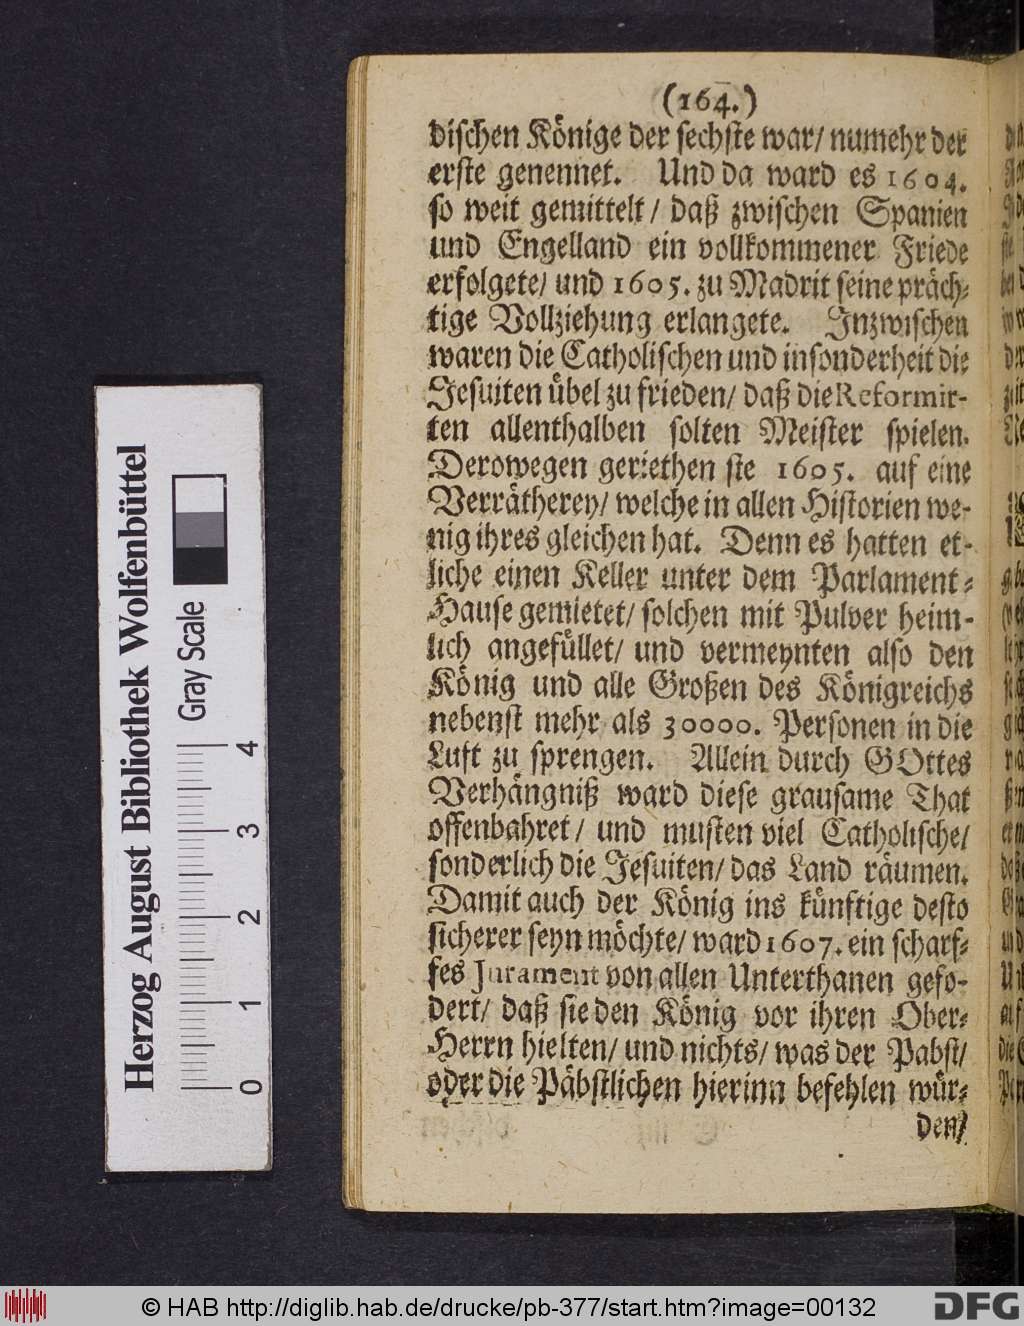 (164.)
dischen Könige der sechste war/ numehr der
erste genennet. Und da ward es 1604.
so weit gemittelt/ daß zwischen Spanien
und Engelland ein vollkommener Friede
erfolgete/ und 1605. zu Madrit seine präch-
tige Vollziehung erlangete. Inzwischen
waren die Catholischen und insonderheit die
Jesuiten übel zu frieden/ daß die Reformir-
ten allenthalben solten Meister spielen.
Derowegen geriethen sie 1605. auf eine
Verrätherey/ welche in allen Historien we-
nig ihres gleichen hat. Denn es hatten et-
liche einen Keller unter dem Parlament-
Hause gemietet/ solchen mit Pulver heim-
lich angefüllet/ und vermeynten also den
König und alle Großen des Königreichs
nebenst mehr als 30000. Personen in die
Luft zu sprengen. Allein durch GOttes
Verhängniß ward diese grausame That
offenbahret/ und musten viel Catholische/
sonderlich die Jesuiten/ das Land räumen.
Damit auch der König ins künftige desto
sicherer seyn möchte/ ward 1607. ein scharf-
fes Jurament von allen Unterthanen gefo-
dert/ daß sie den König vor ihren Ober-
Herrn hielten/ und nichts/ was der Pabst/
oder die Päbstlichen hierinn befehlen wür-
den/
Herzog August Bibliothek Wolfenbüttel
Gray Scale
0 1 2 3 4
© HAB http://diglib.hab.de/drucke/pb-377/start.htm?image=00132
DFG